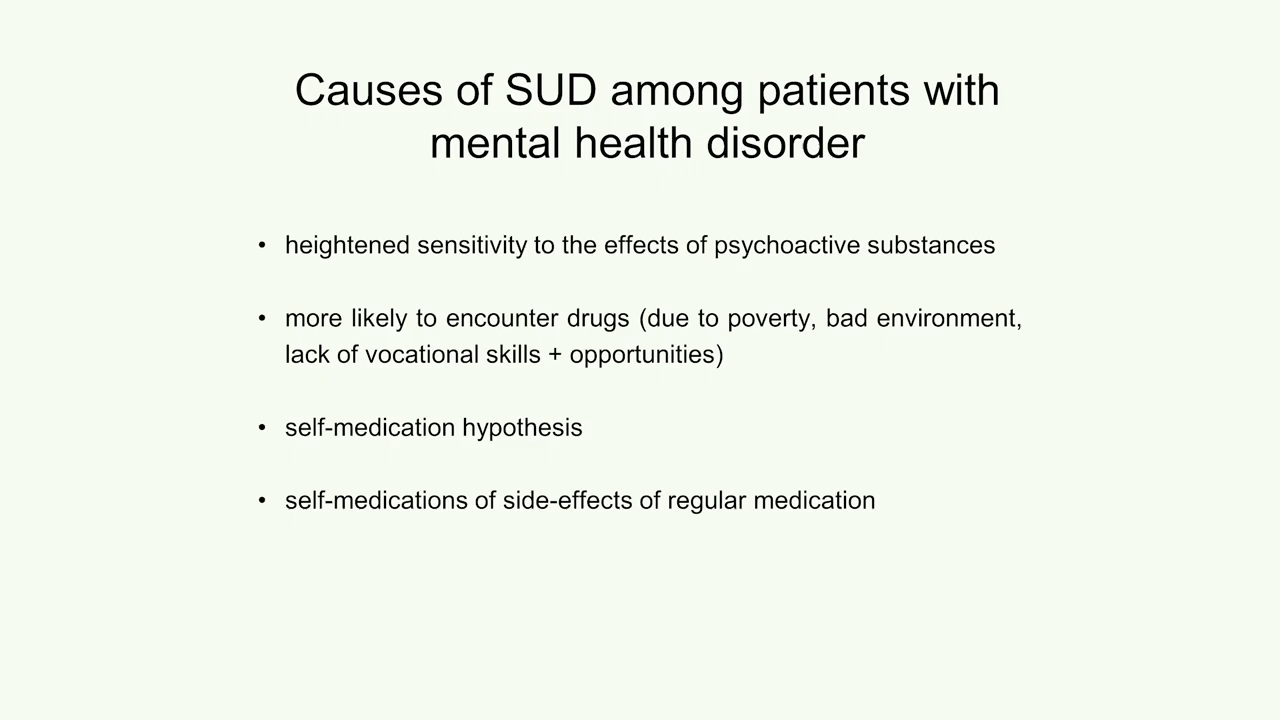 Causes of SUD among patients with
mental health disorder
• heightened sensitivity to the effects of psychoactive substances
• more likely to encounter drugs (due to poverty, bad environment,
lack of vocational skills + opportunities)
• self-medication hypothesis
• self-medications of side-effects of regular medication